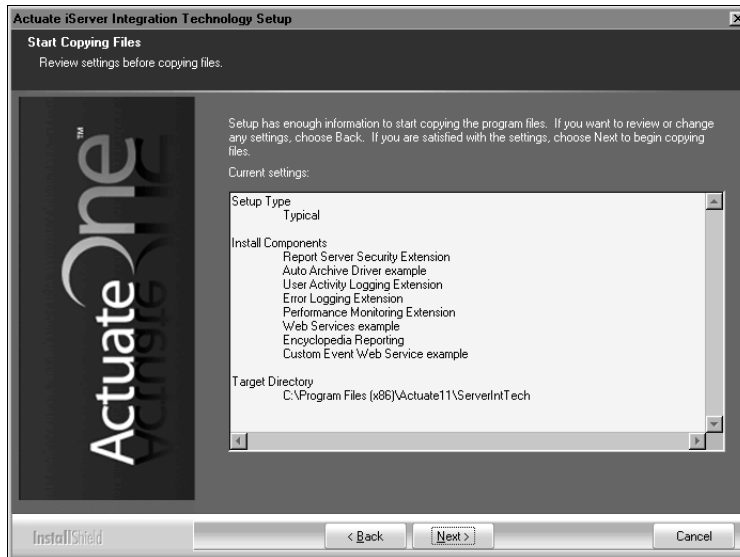 Actuate iServer Integration Technology Setup
Start Copying Files
Review settings before copying files.
ActuateOne™
Setup has enough information to start copying the program files. If you want to review or change
any settings, choose Back. If you are satisfied with the settings, choose Next to begin copying
files.
Current settings:
Setup Type
Typical
Install Components
Report Server Security Extension
Auto Archive Driver example
User Activity Logging Extension
Error Logging Extension
Performance Monitoring Extension
Web Services example
Encyclopedia Reporting
Custom Event Web Service example
Target Directory
C:\Program Files (x86)\Actuate11\ServerIntTech
InstallShield
< Back
Next >
Cancel